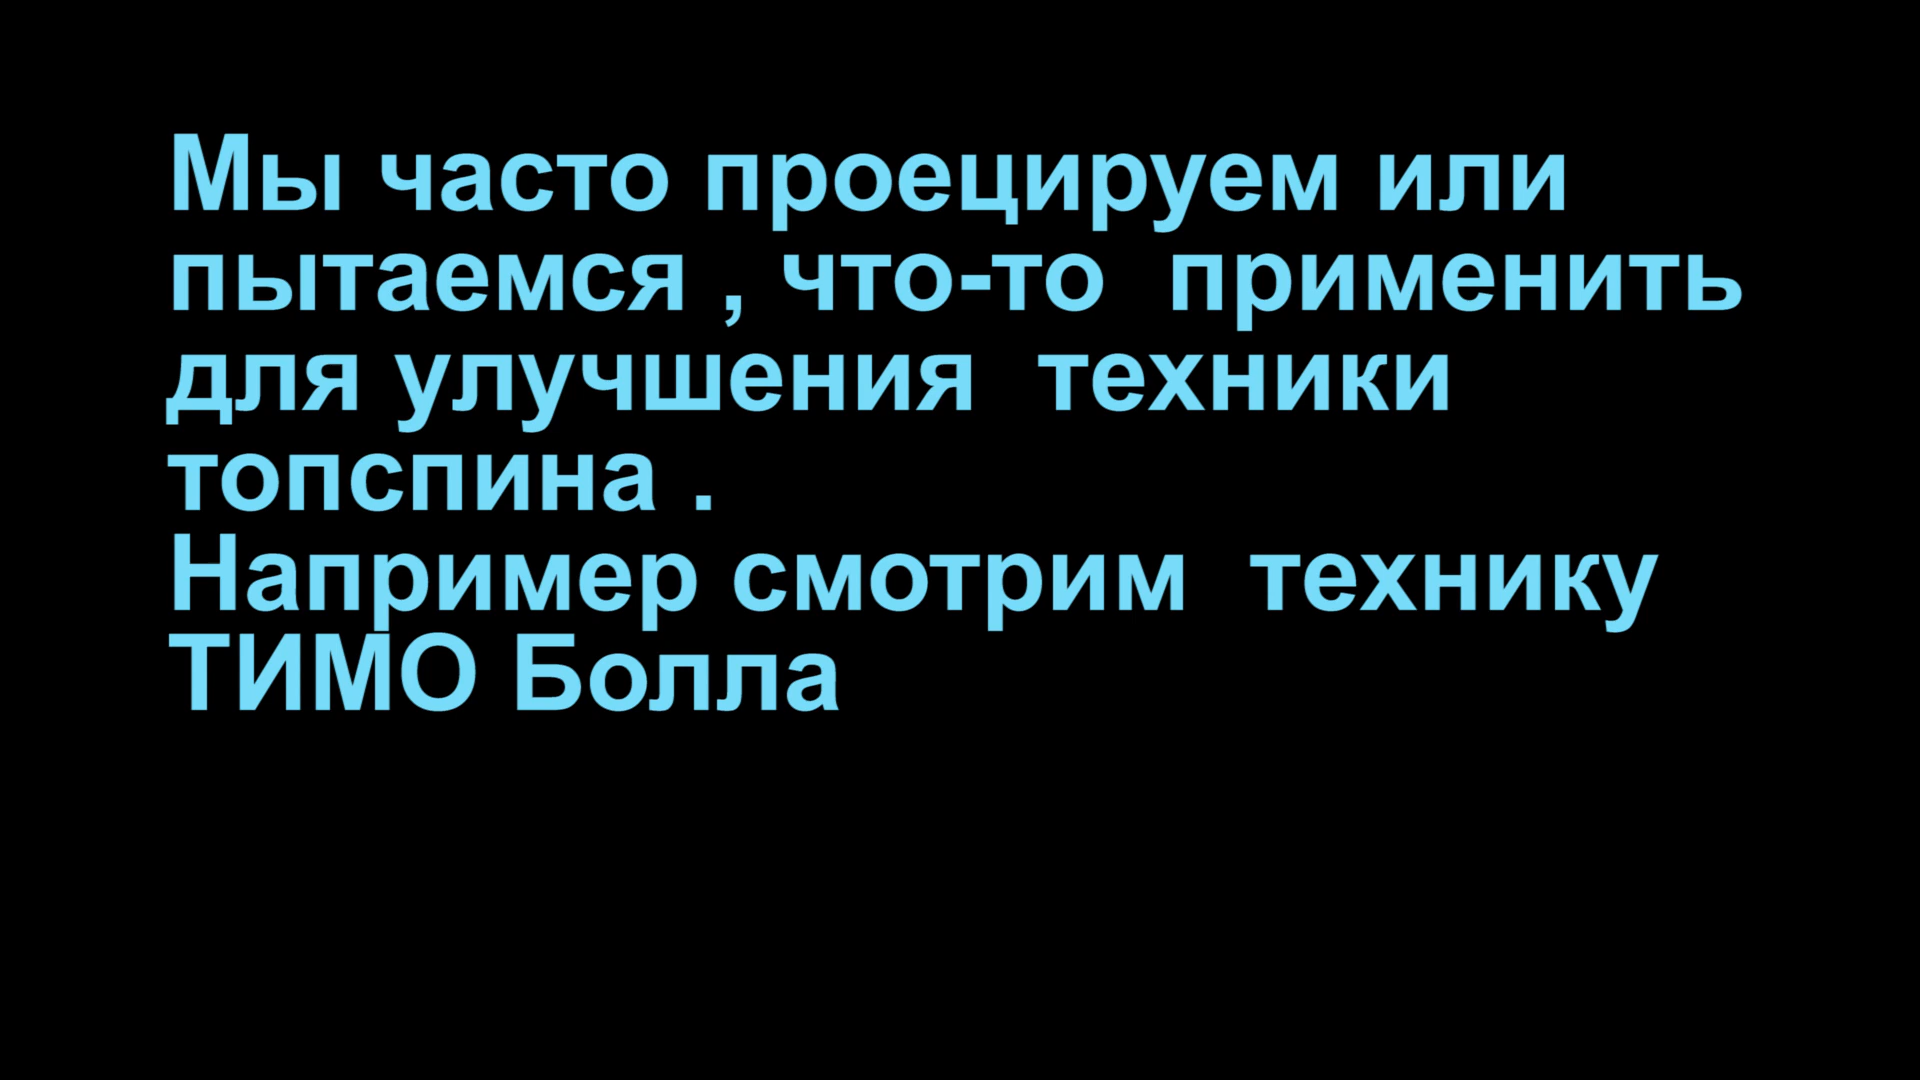 Мы часто проецируем или
пытаемся , что-то  применить
для улучшения  техники
топспина .
Например смотрим  технику
ТИМО Болла